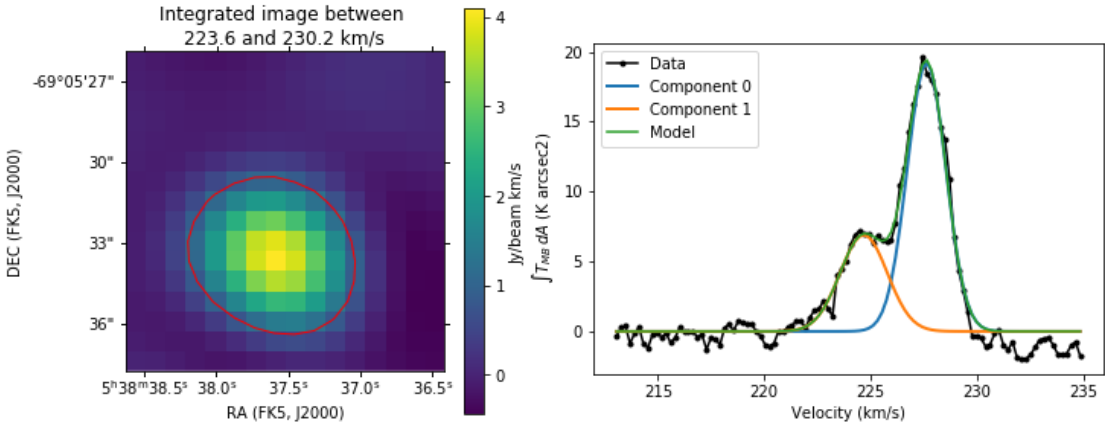 Integrated image between
223.6 and 230.2 km/s
DEC (FK5, J2000)
-69°05'27"
30"
33"
36"
5ʰ38ᵐ38.5ˢ
38.0ˢ
37.5ˢ
37.0ˢ
36.5ˢ
RA (FK5, J2000)
4
3
2
1
0
Jy/beam km/s
∫T_MB dA (K arcsec2)
20
15
10
5
0
Data
Component 0
Component 1
Model
215
220
225
230
235
Velocity (km/s)